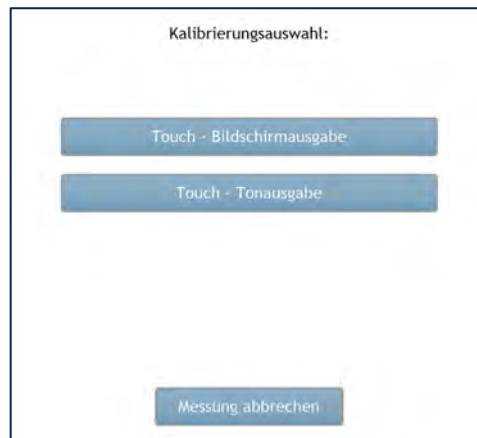 Kalibrierungsauswahl:
Touch - Bildschirmausgabe
Touch - Tonausgabe
Messung abbrechen